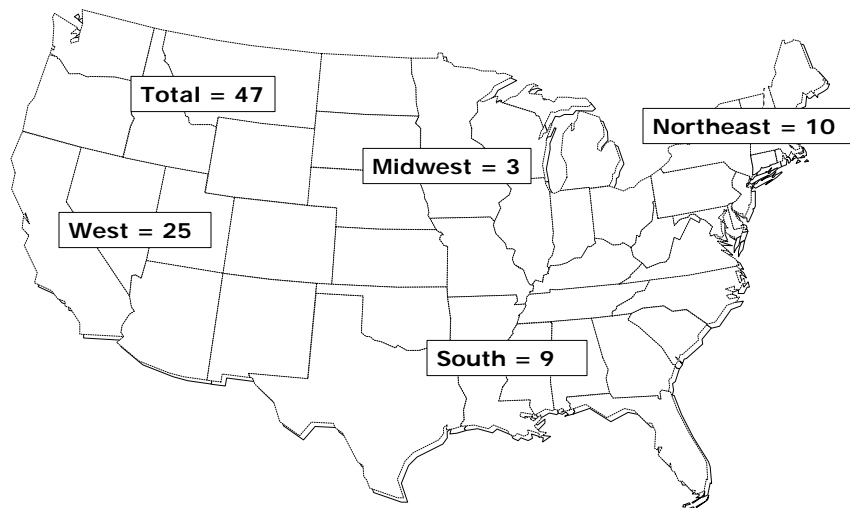 Total = 47
Northeast = 10
Midwest = 3
West = 25
South = 9